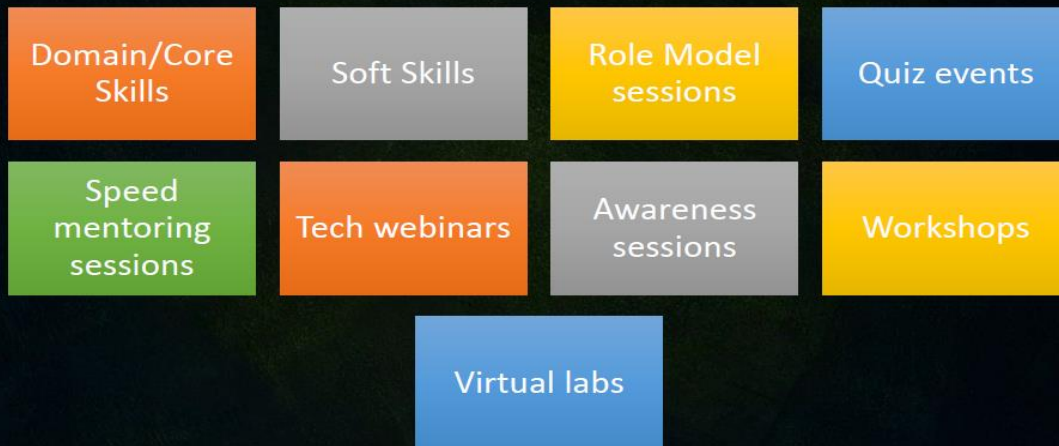 Domain/Core
Skills
Soft Skills
Role Model
sessions
Quiz events
Speed
mentoring
sessions
Tech webinars
Awareness
sessions
Workshops
Virtual labs